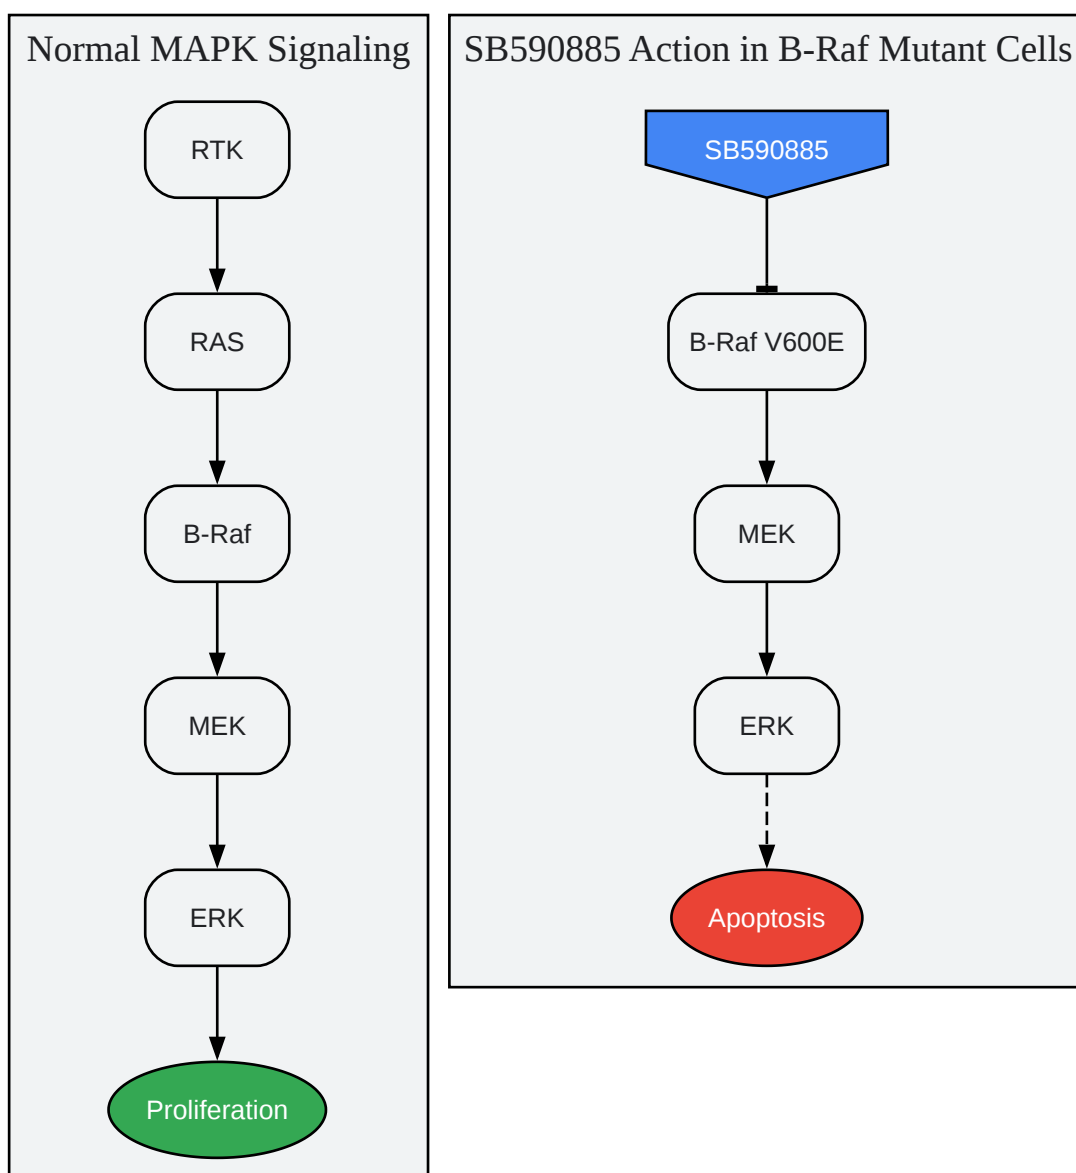 Normal MAPK Signaling
RTK
RAS
B-Raf
MEK
ERK
Proliferation
SB590885 Action in B-Raf Mutant Cells
SB590885
B-Raf V600E
MEK
ERK
Apoptosis